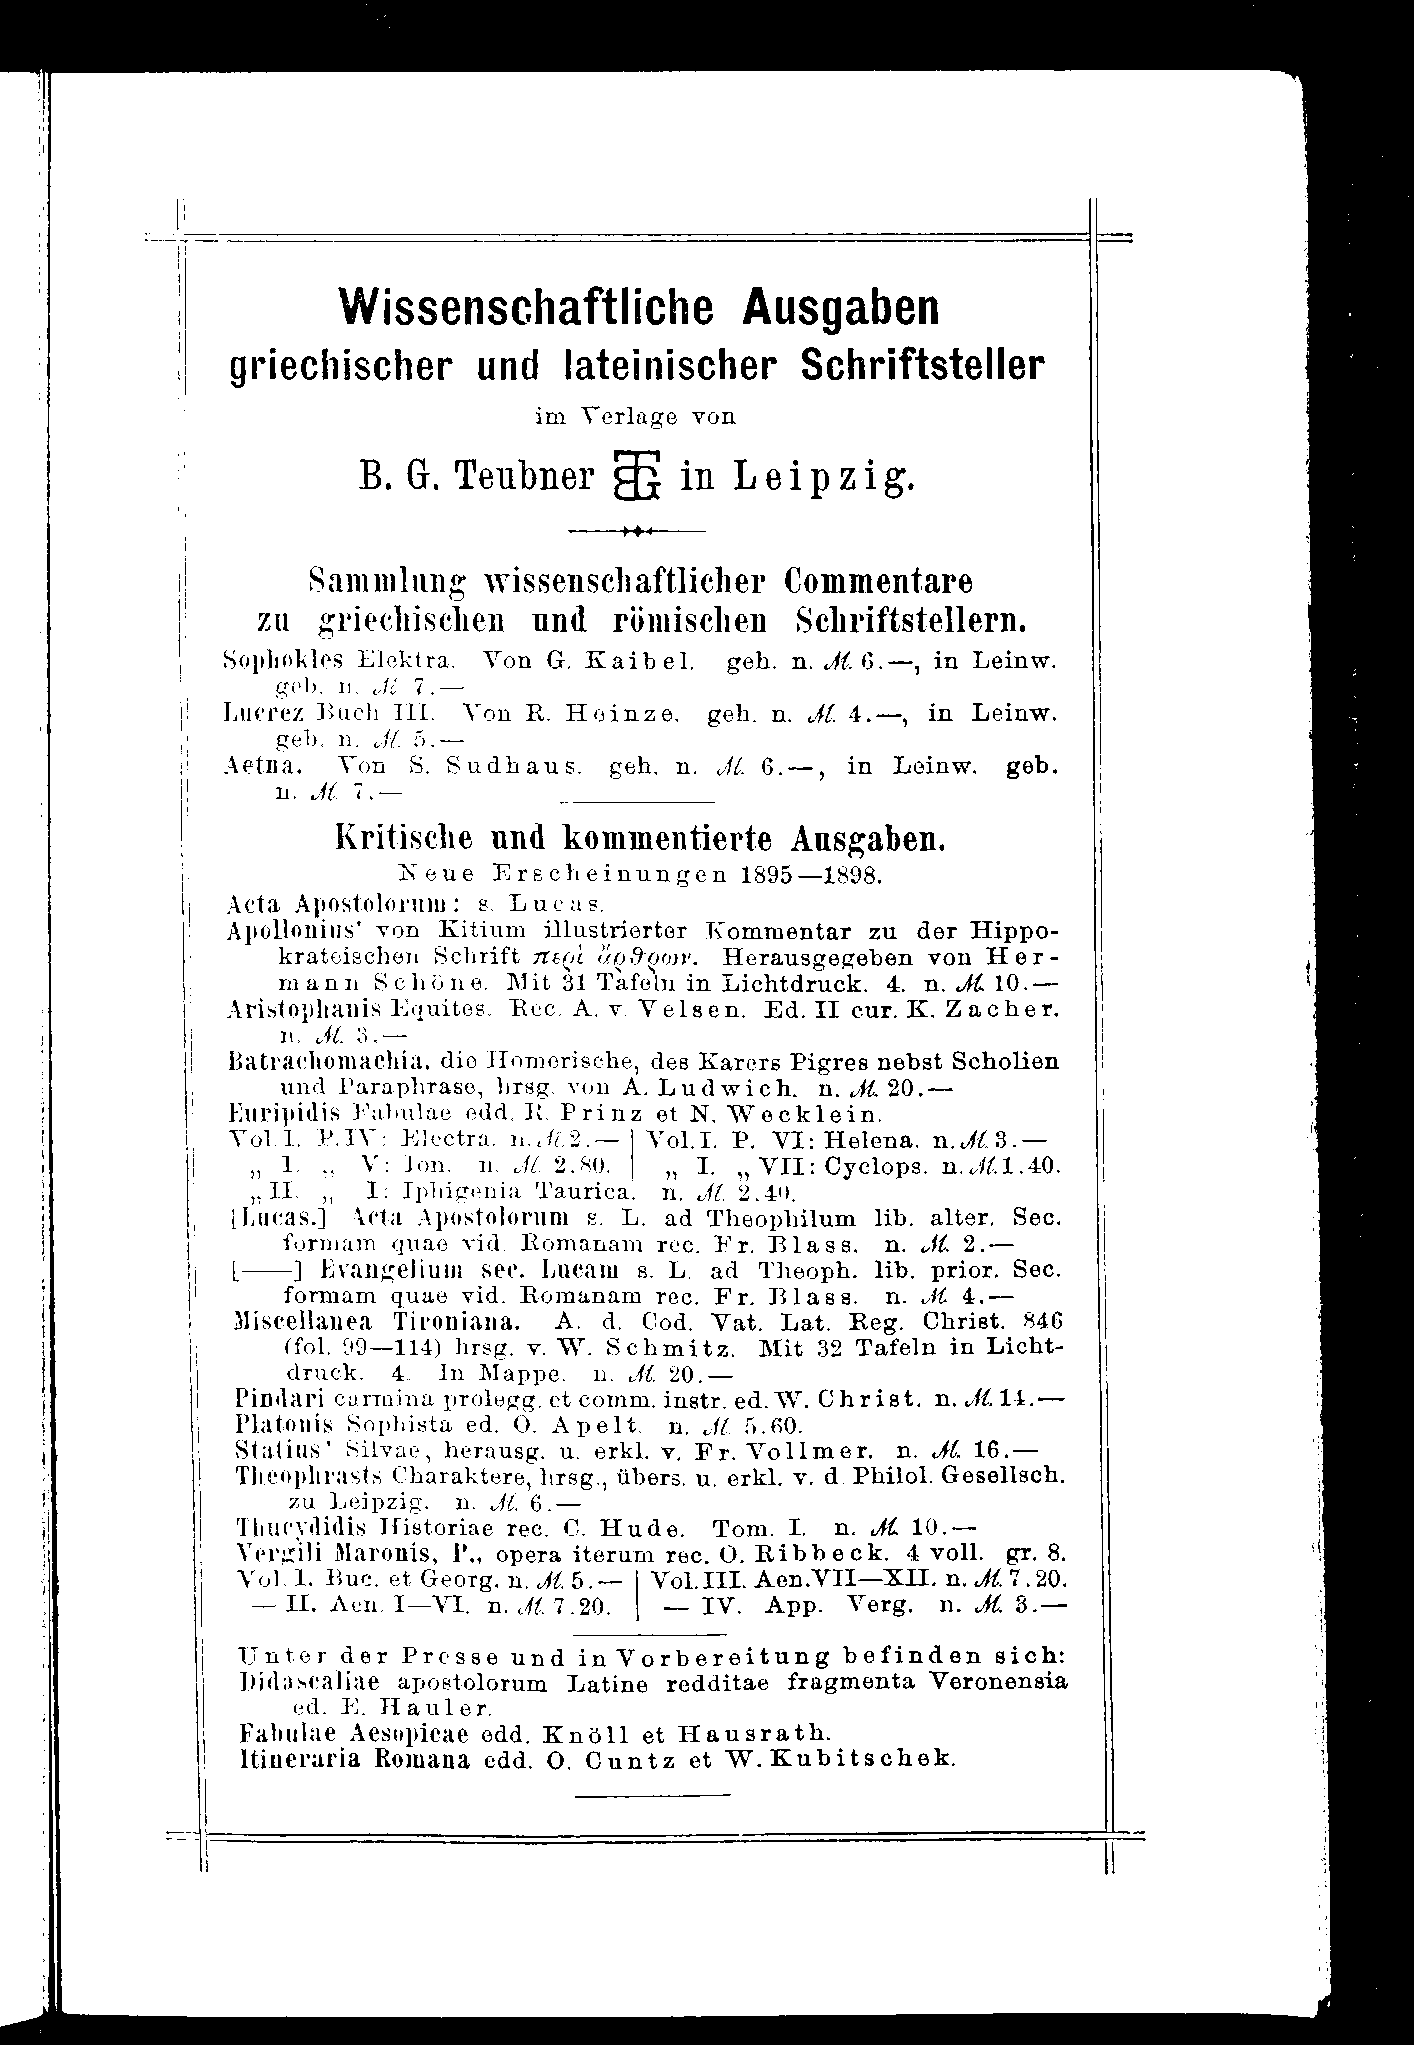 Wissenschaftliche Ausgaben
griechischer und lateinischer Schriftsteller
im Verlage von
B. G. Teubner BTG in Leipzig.
Sammlung wissenschaftlicher Commentare
zu griechischen und römischen Schriftstellern.
Sophokles Elektra. Von G. Kaibel. geh. n. M. 6.—, in Leinw.
geb. n. M. 7.—
Lucrez Buch III. Von R. Heinze. geh. n. M. 4.—, in Leinw.
geb. n. M. 5.—
Aetna. Von S. Sudhaus. geh. n. M. 6.—, in Leinw. geb.
n. M. 7.—
Kritische und kommentierte Ausgaben.
Neue Erscheinungen 1895—1898.
Acta Apostolorum: s. Lucas.
Apollonius' von Kitium illustrierter Kommentar zu der Hippo-
krateischen Schrift περὶ ἄρθρων. Herausgegeben von Her-
mann Schöne. Mit 31 Tafeln in Lichtdruck. 4. n. M. 10.—
Aristophanis Equites. Rec. A. v. Velsen. Ed. II cur. K. Zacher.
n. M. 3.—
Batrachomachia, die Homerische, des Karers Pigres nebst Scholien
und Paraphrase, hrsg. von A. Ludwich. n. M. 20.—
Euripidis Fabulae edd. R. Prinz et N. Wecklein.
Vol. I. P. IV: Electra. n. M. 2.— | Vol. I. P. VI: Helena. n. M. 3.—
„ I. „ V: Jon. n. M. 2.80. | „ I. „ VII: Cyclops. n. M. 1.40.
„ II. „ I: Iphigenia Taurica. n. M. 2.40.
[Lucas.] Acta Apostolorum s. L. ad Theophilum lib. alter. Sec.
formam quae vid. Romanam rec. Fr. Blass. n. M. 2.—
[——] Evangelium sec. Lucam s. L. ad Theoph. lib. prior. Sec.
formam quae vid. Romanam rec. Fr. Blass. n. M. 4.—
Miscellanea Tironiana. A. d. Cod. Vat. Lat. Reg. Christ. 846
(fol. 99—114) hrsg. v. W. Schmitz. Mit 32 Tafeln in Licht-
druck. 4. In Mappe. n. M. 20.—
Pindari carmina prolegg. et comm. instr. ed. W. Christ. n. M. 14.—
Platonis Sophista ed. O. Apelt. n. M. 5.60.
Statius' Silvae, herausg. u. erkl. v. Fr. Vollmer. n. M. 16.—
Theophrasts Charaktere, hrsg., übers. u. erkl. v. d. Philol. Gesellsch.
zu Leipzig. n. M. 6.—
Thucydidis Historiae rec. C. Hude. Tom. I. n. M. 10.—
Vergili Maronis, P., opera iterum rec. O. Ribbeck. 4 voll. gr. 8.
Vol. I. Buc. et Georg. n. M. 5.— | Vol. III. Aen. VII—XII. n. M. 7.20.
— II. Aen. I—VI. n. M. 7.20. | — IV. App. Verg. n. M. 3.—
Unter der Presse und in Vorbereitung befinden sich:
Didascaliae apostolorum Latine redditae fragmenta Veronensia
ed. E. Hauler.
Fabulae Aesopicae edd. Knöll et Hausrath.
Itineraria Romana edd. O. Cuntz et W. Kubitschek.